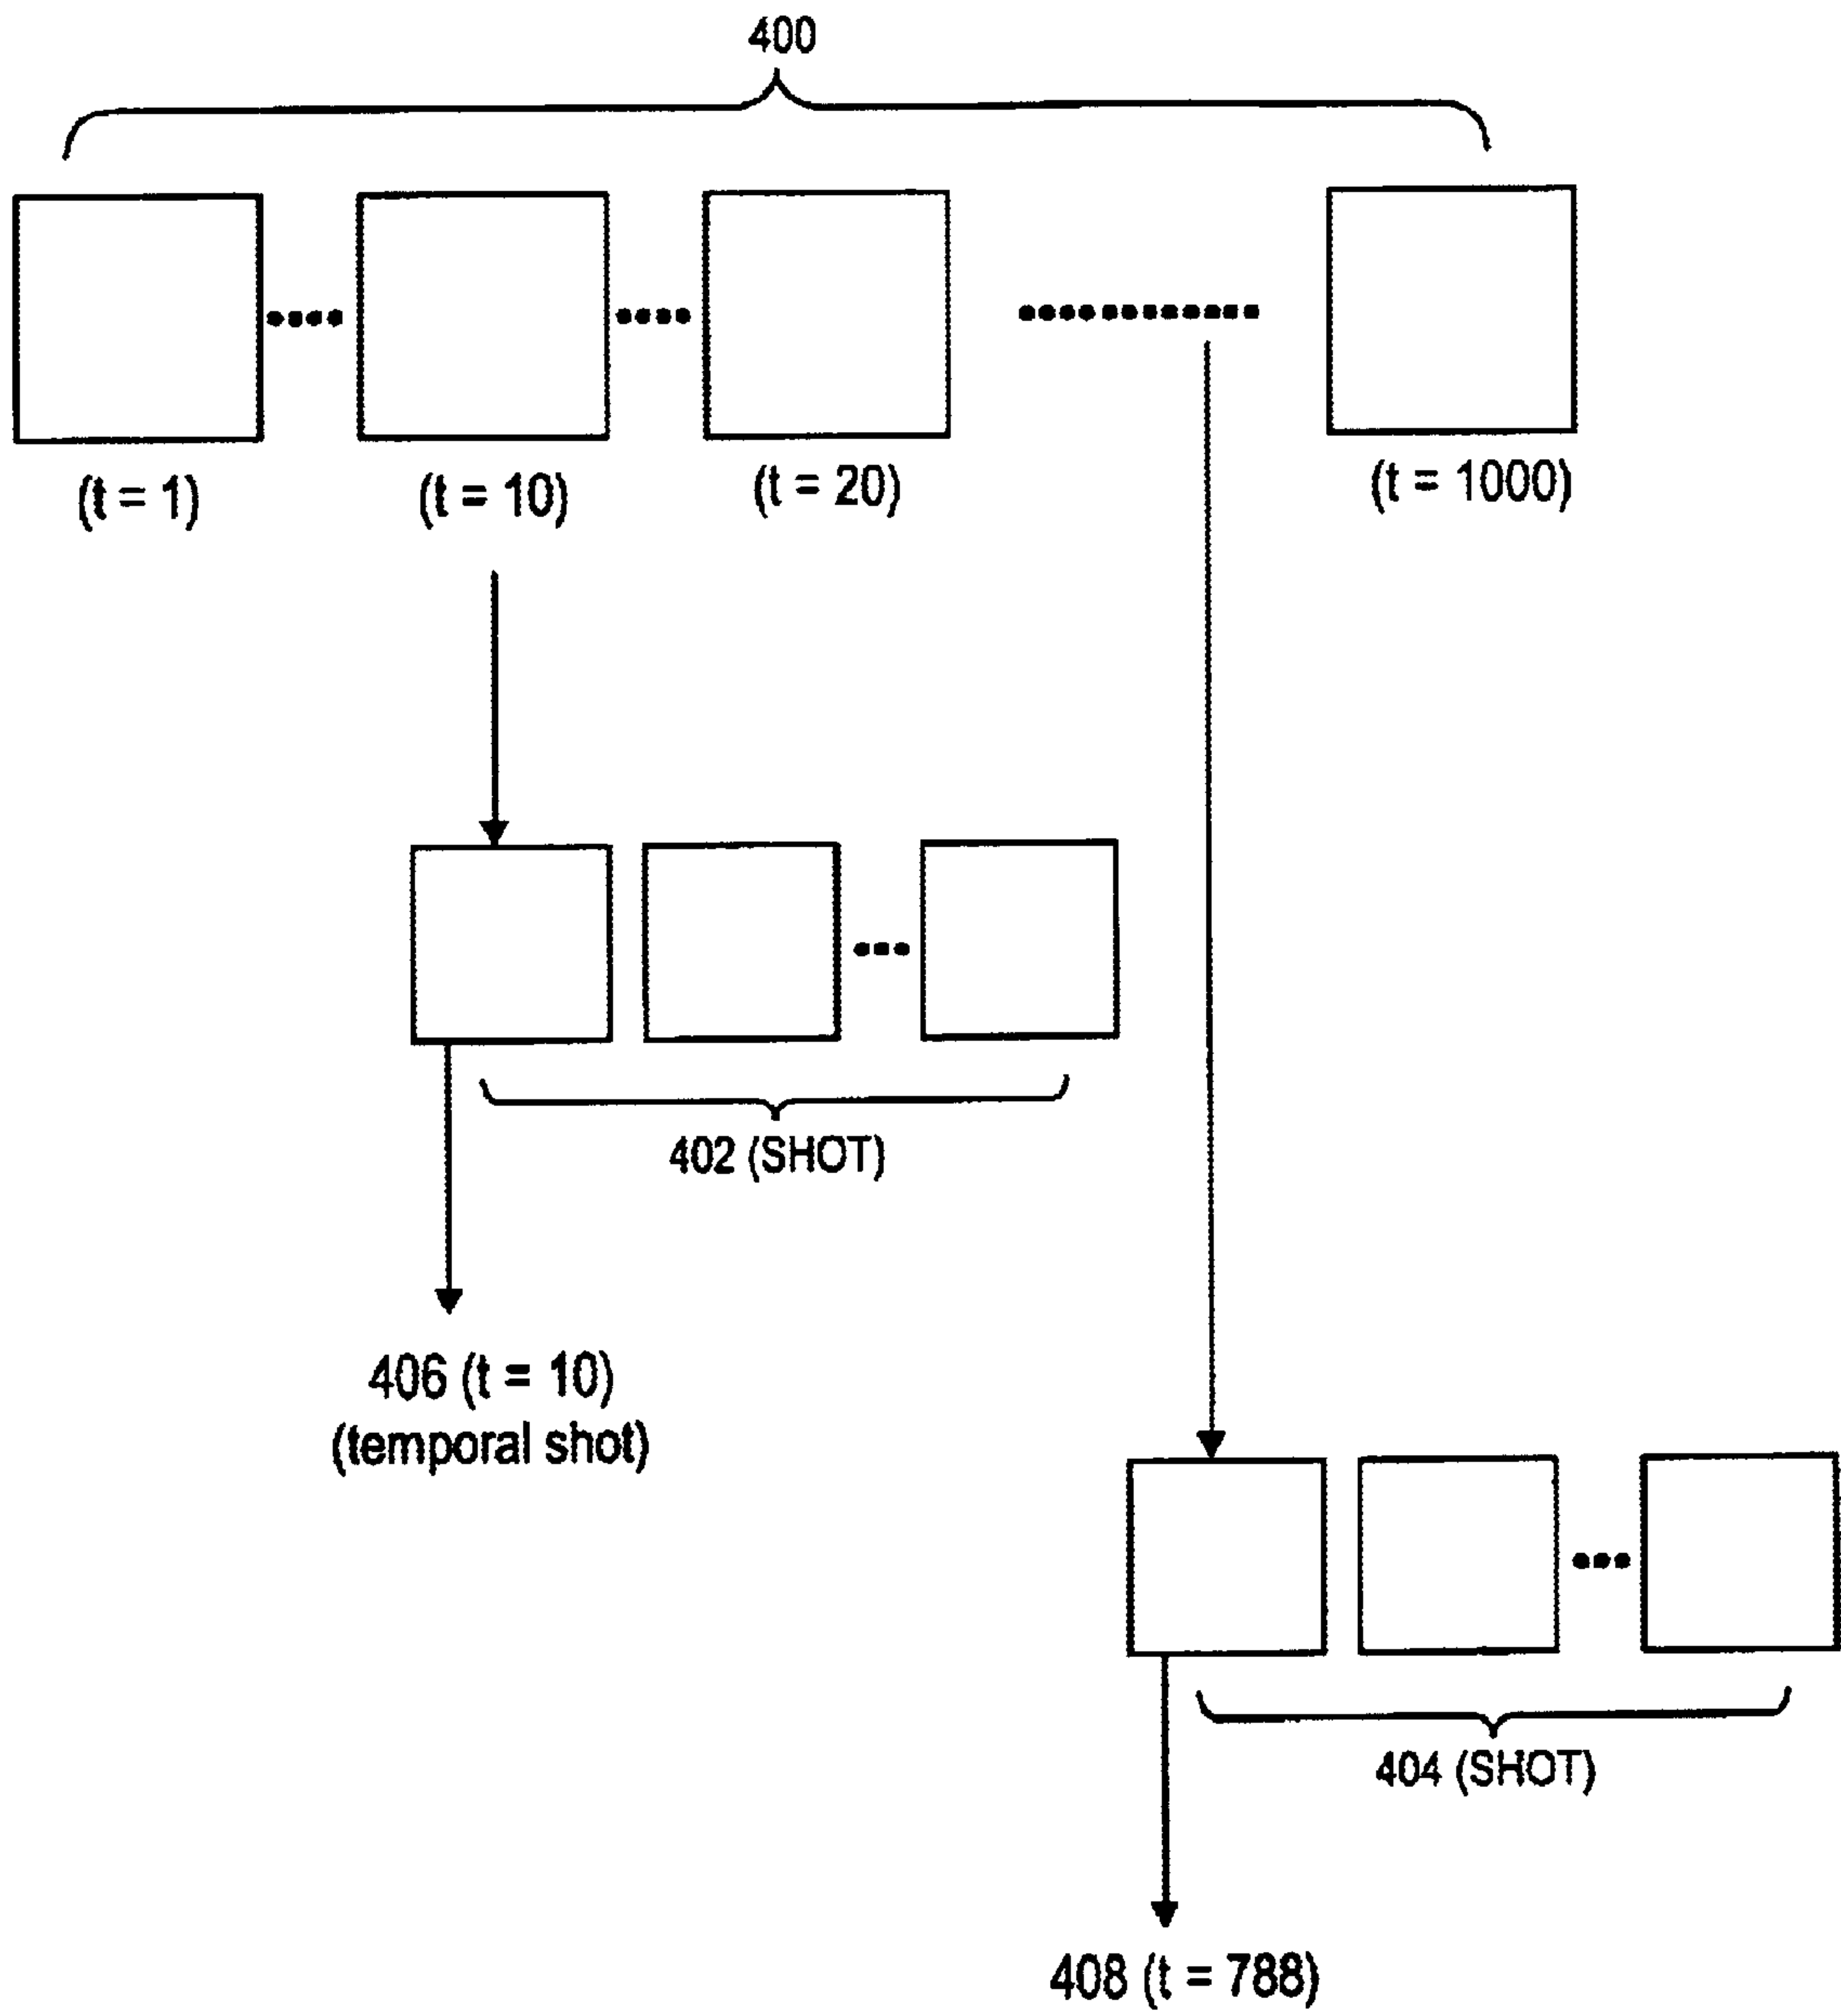 400
(t = 1)
(t = 10)
(t = 20)
(t = 1000)
402 (SHOT)
406 (t = 10)
(temporal shot)
404 (SHOT)
408 (t = 788)